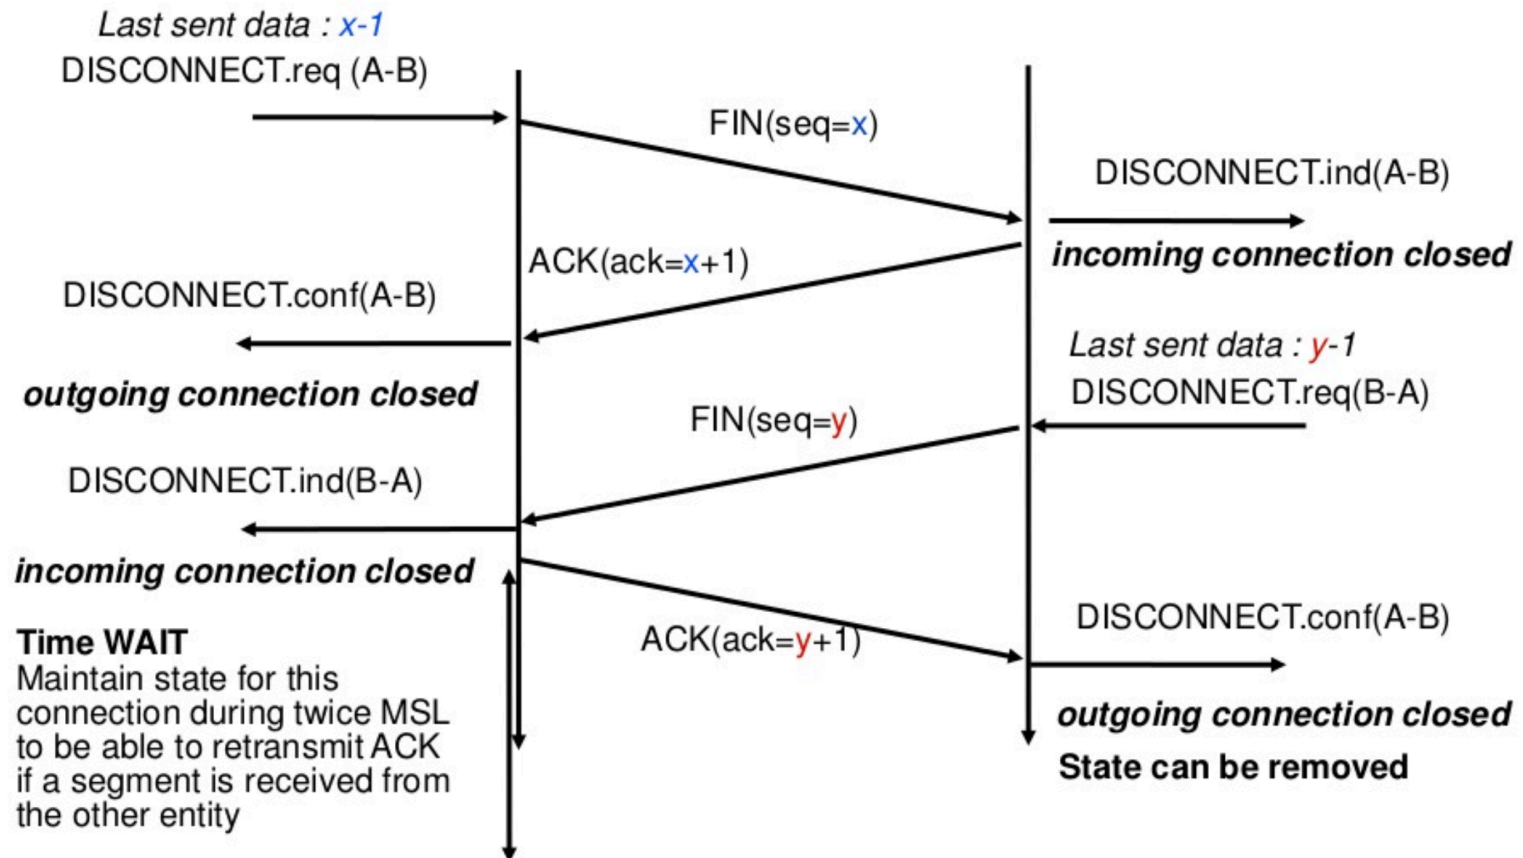 Last sent data : x-1
DISCONNECT.req (A-B)
FIN(seq=x)
DISCONNECT.ind(A-B)
incoming connection closed
ACK(ack=x+1)
DISCONNECT.conf(A-B)
outgoing connection closed
Last sent data : y-1
DISCONNECT.req(B-A)
FIN(seq=y)
DISCONNECT.ind(B-A)
incoming connection closed
ACK(ack=y+1)
DISCONNECT.conf(A-B)
outgoing connection closed
State can be removed
Time WAIT
Maintain state for this
connection during twice MSL
to be able to retransmit ACK
if a segment is received from
the other entity